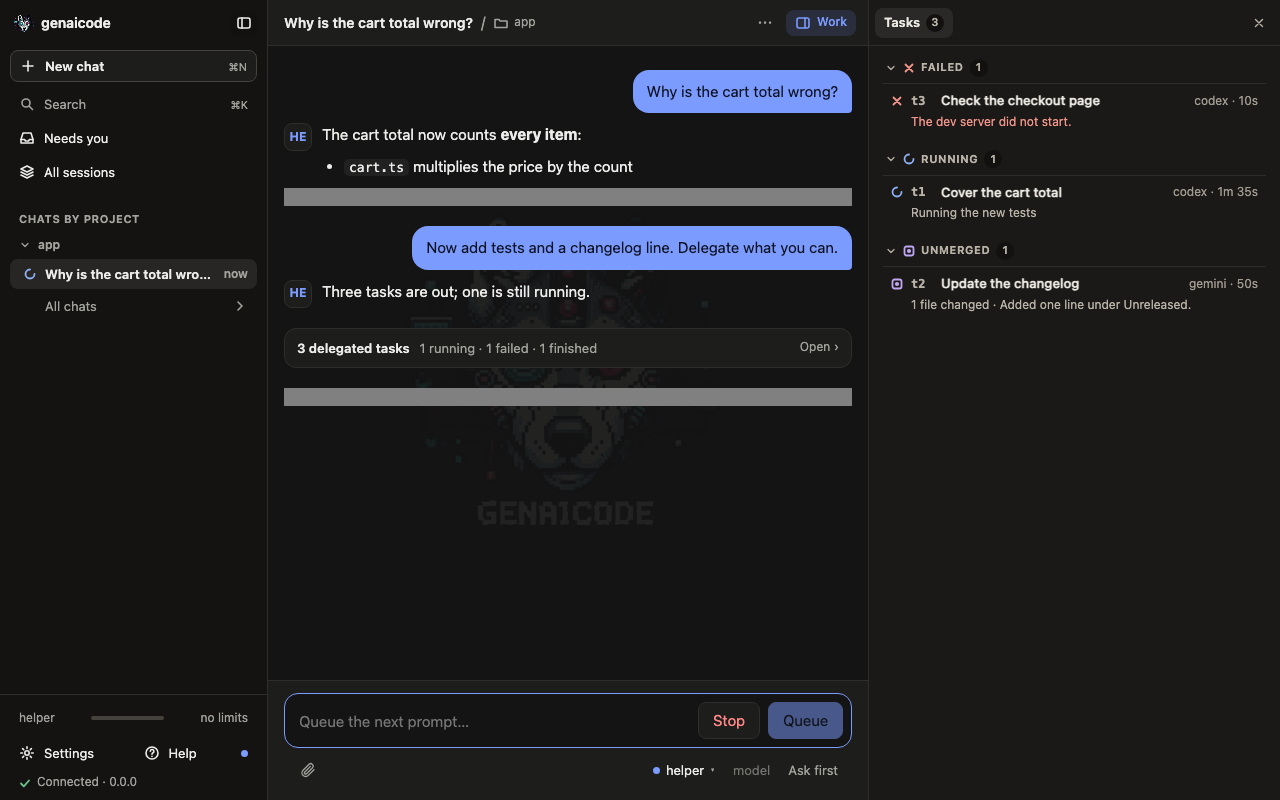 genaicode
New chat ⌘N
Search ⌘K
Needs you
All sessions
CHATS BY PROJECT
app
Why is the cart total wro... now
All chats
helper no limits
Settings Help
Connected · 0.0.0
Why is the cart total wrong? / app
... Work
Why is the cart total wrong?
HE The cart total now counts every item:
• cart.ts multiplies the price by the count
Now add tests and a changelog line. Delegate what you can.
HE Three tasks are out; one is still running.
3 delegated tasks 1 running · 1 failed · 1 finished Open ›
GENAICODE
Queue the next prompt... Stop Queue
helper model Ask first
Tasks 3
FAILED 1
t3 Check the checkout page codex · 10s
The dev server did not start.
RUNNING 1
t1 Cover the cart total codex · 1m 35s
Running the new tests
UNMERGED 1
t2 Update the changelog gemini · 50s
1 file changed · Added one line under Unreleased.